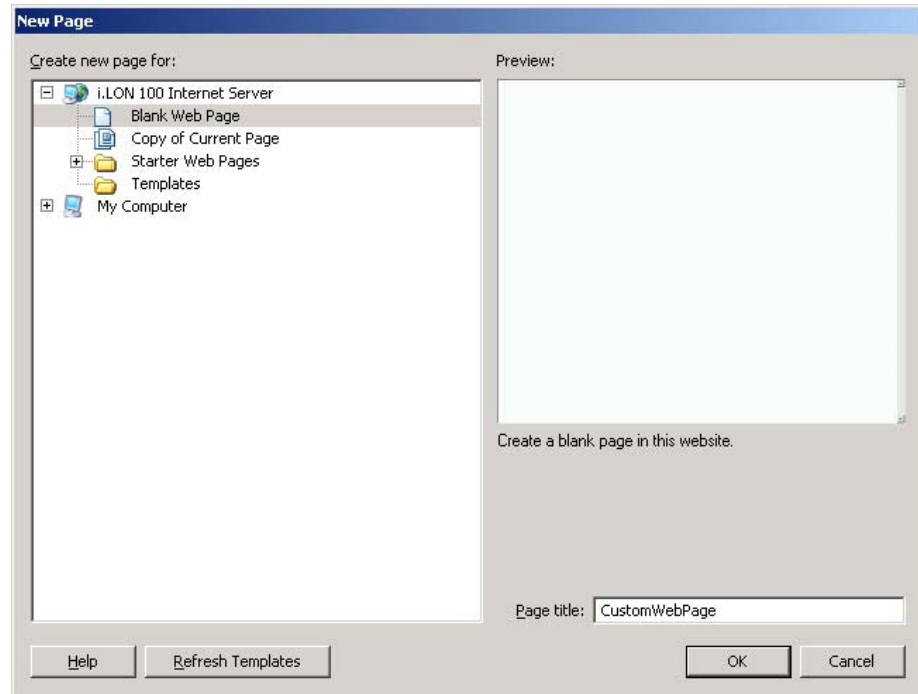 New Page
Create new page for:
i.LON 100 Internet Server
Blank Web Page
Copy of Current Page
Starter Web Pages
Templates
My Computer
Preview:
Create a blank page in this website.
Page title: CustomWebPage
Help
Refresh Templates
OK
Cancel